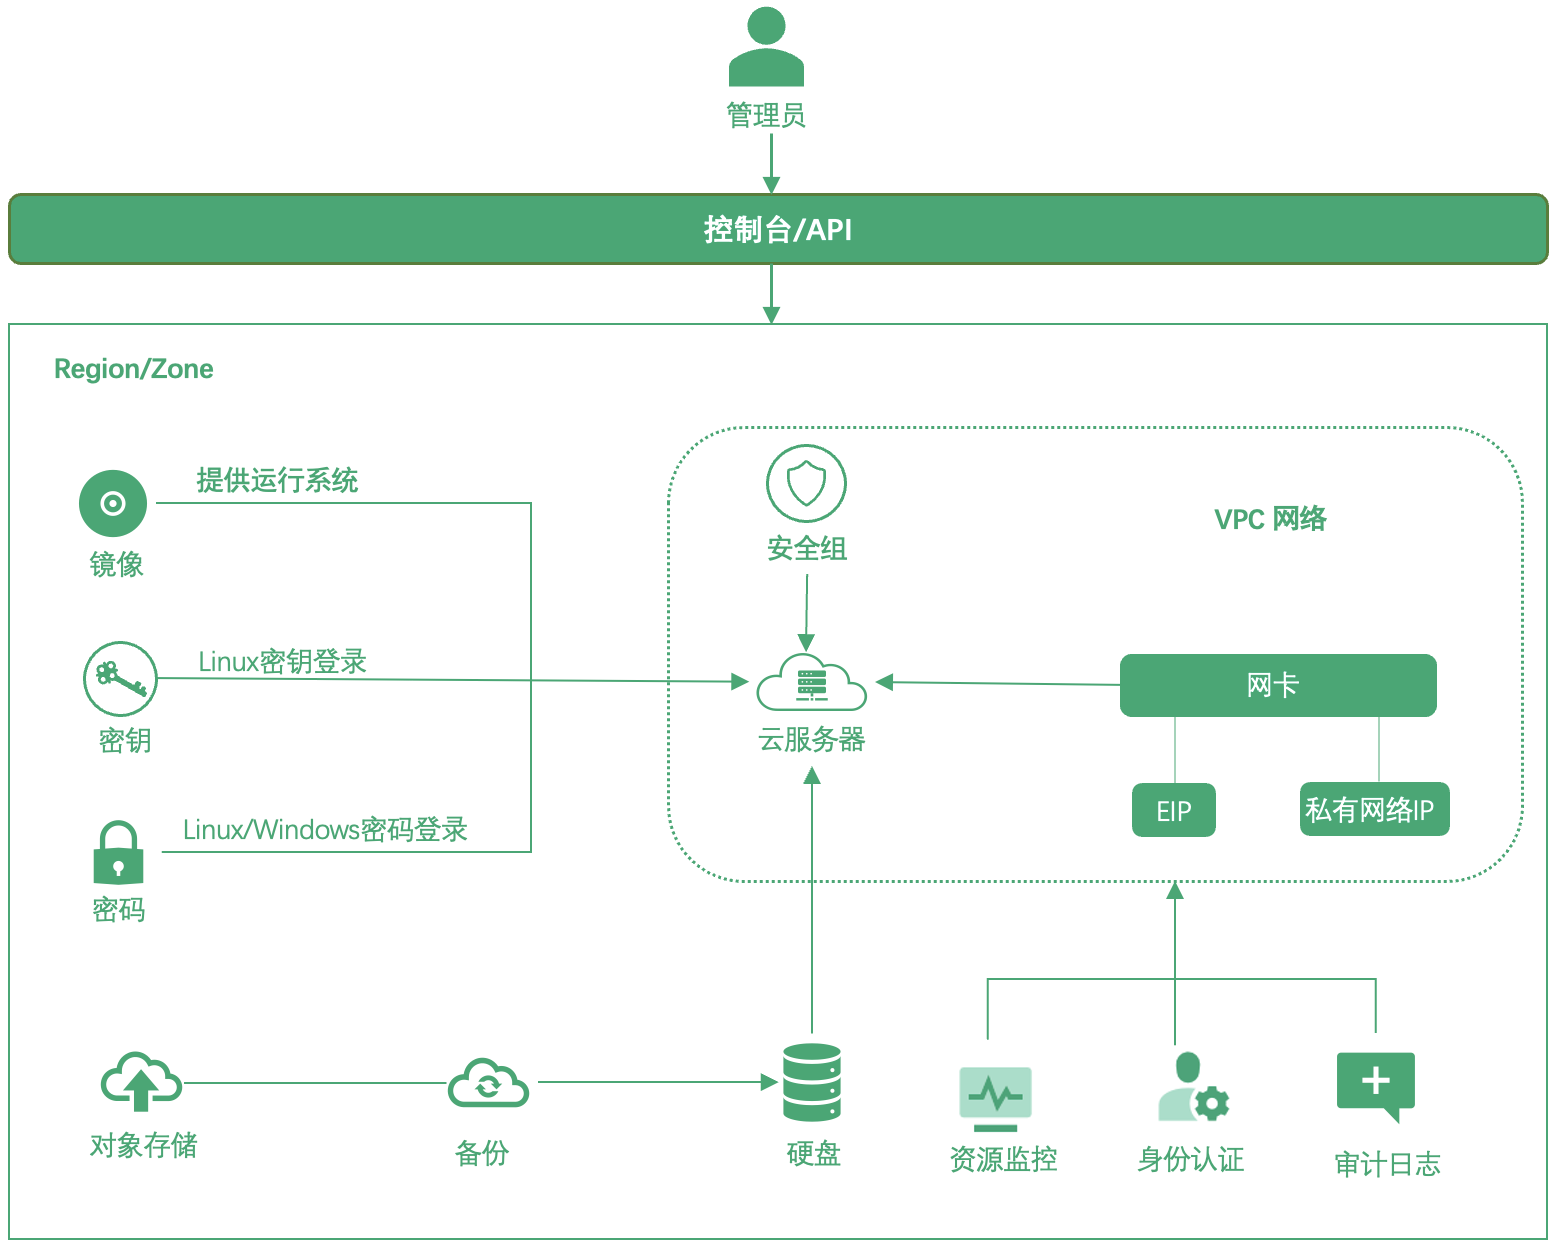 管理员
控制台/API
Region/Zone
提供运行系统
镜像
Linux密钥登录
密钥
Linux/Windows密码登录
密码
安全组
VPC 网络
云服务器
网卡
EIP
私有网络IP
对象存储
备份
硬盘
资源监控
身份认证
审计日志